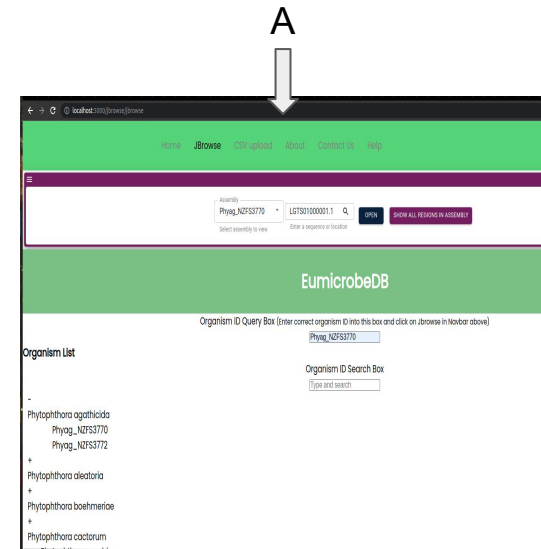 A
localhost:3000/jbrowse/jbrowse
Home JBrowse CSV upload About Contact Us Help
Assembly
Phyag_NZFS3770 LGTS01000001.1 OPEN SHOW ALL REGIONS IN ASSEMBLY
Select assembly to view Enter a sequence or location
EumicrobeDB
Organism ID Query Box (Enter correct organism ID into this box and click on Jbrowse in Navbar above)
Phyag_NZFS3770
Organism List
Organism ID Search Box
Type and search
-
Phytophthora agathicida
Phyag_NZFS3770
Phyag_NZFS3772
+
Phytophthora aleatoria
+
Phytophthora boehmeriae
+
Phytophthora cactorum